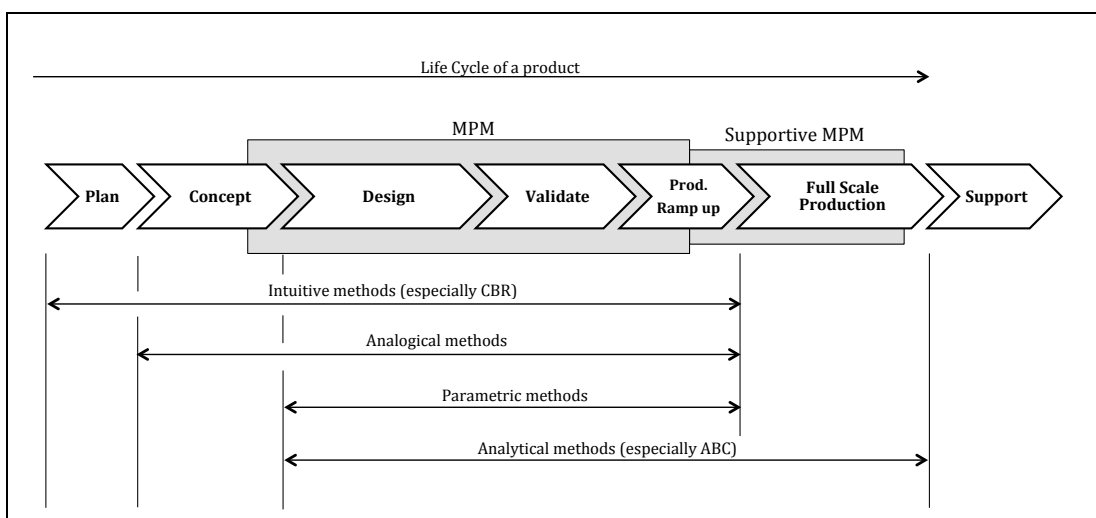 Life Cycle of a product
MPM
Supportive MPM
Plan
Concept
Design
Validate
Prod.
Ramp up
Full Scale
Production
Support
Intuitive methods (especially CBR)
Analogical methods
Parametric methods
Analytical methods (especially ABC)